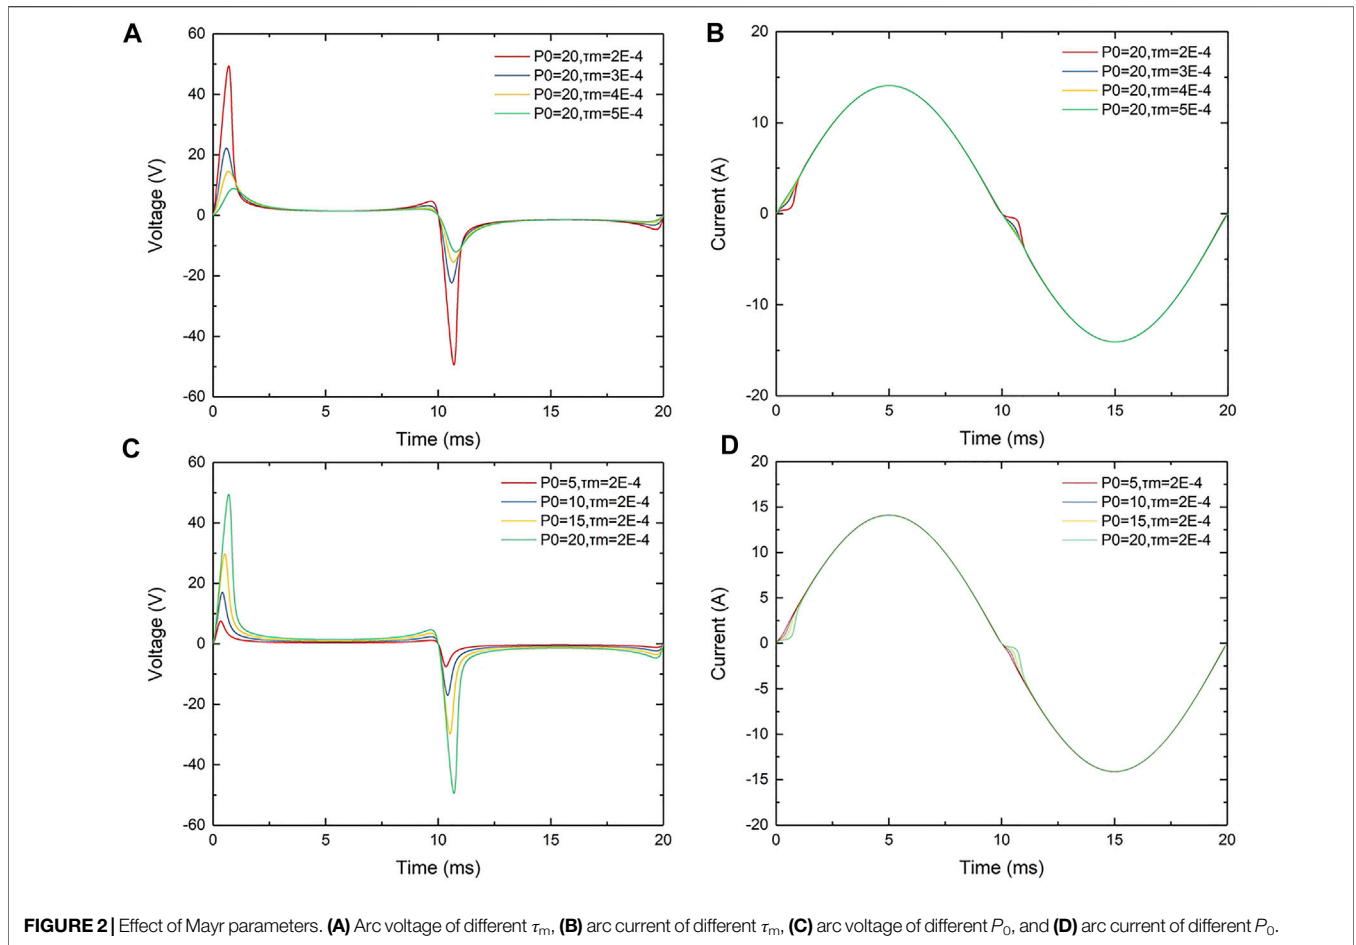 A
60
40
20
0
-20
-40
-60
Voltage (V)
P0=20,τm=2E-4
P0=20,τm=3E-4
P0=20,τm=4E-4
P0=20,τm=5E-4
0 5 10 15 20
Time (ms)
B
20
10
0
-10
-20
Current (A)
P0=20,τm=2E-4
P0=20,τm=3E-4
P0=20,τm=4E-4
P0=20,τm=5E-4
0 5 10 15 20
Time (ms)
C
60
40
20
0
-20
-40
-60
Voltage (V)
P0=5,τm=2E-4
P0=10,τm=2E-4
P0=15,τm=2E-4
P0=20,τm=2E-4
0 5 10 15 20
Time (ms)
D
20
15
10
5
0
-5
-10
-15
-20
Current (A)
P0=5,τm=2E-4
P0=10,τm=2E-4
P0=15,τm=2E-4
P0=20,τm=2E-4
0 5 10 15 20
Time (ms)
FIGURE 2 | Effect of Mayr parameters. (A) Arc voltage of different τm, (B) arc current of different τm, (C) arc voltage of different P0, and (D) arc current of different P0.